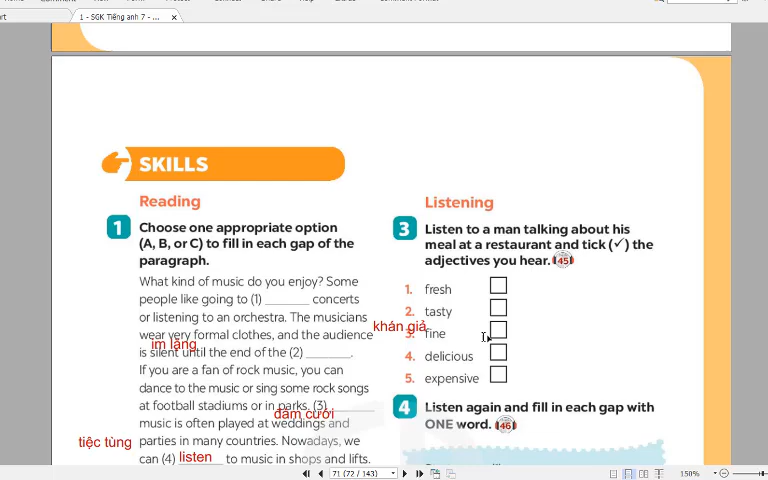 1 - SGK Tiếng anh 7 - ...
SKILLS
Reading
1 Choose one appropriate option
(A, B, or C) to fill in each gap of the
paragraph.
What kind of music do you enjoy? Some
people like going to (1) ________ concerts
or listening to an orchestra. The musicians
wear very formal clothes, and the audience
khán giả
im lặng
is silent until the end of the (2) ________.
If you are a fan of rock music, you can
dance to the music or sing some rock songs
at football stadiums or in parks. (3) ________
đám cưới
music is often played at weddings and
tiệc tùng
parties in many countries. Nowadays, we
can (4) ________ to music in shops and lifts.
listen
Listening
3 Listen to a man talking about his
meal at a restaurant and tick (✓) the
adjectives you hear. 45
1. fresh
2. tasty
3. fine
4. delicious
5. expensive
4 Listen again and fill in each gap with
ONE word. 46
71 (72 / 143)
150%